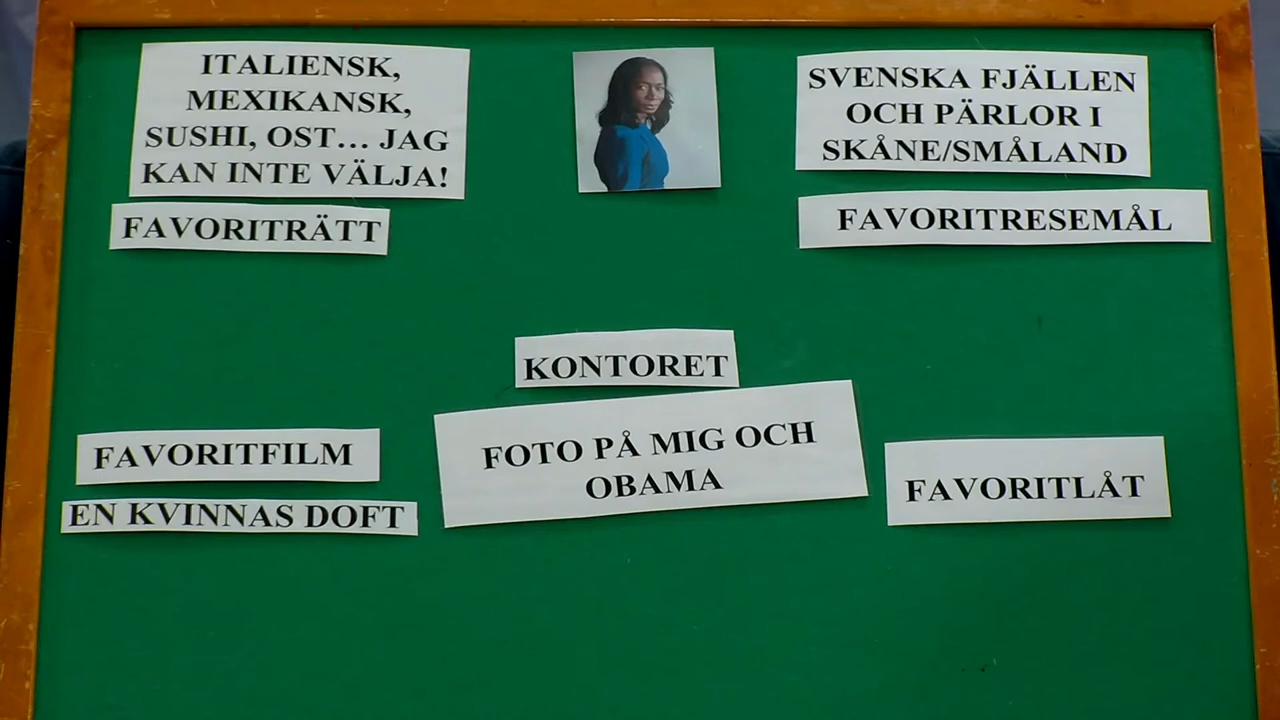 ITALIENSK,
MEXIKANSK,
SUSHI, OST... JAG
KAN INTE VÄLJA!
FAVORITRÄTT
SVENSKA FJÄLLEN
OCH PÄRLOR I
SKÅNE/SMÅLAND
FAVORITRESEMÅL
KONTORET
FOTO PÅ MIG OCH
OBAMA
FAVORITFILM
EN KVINNAS DOFT
FAVORITLÅT